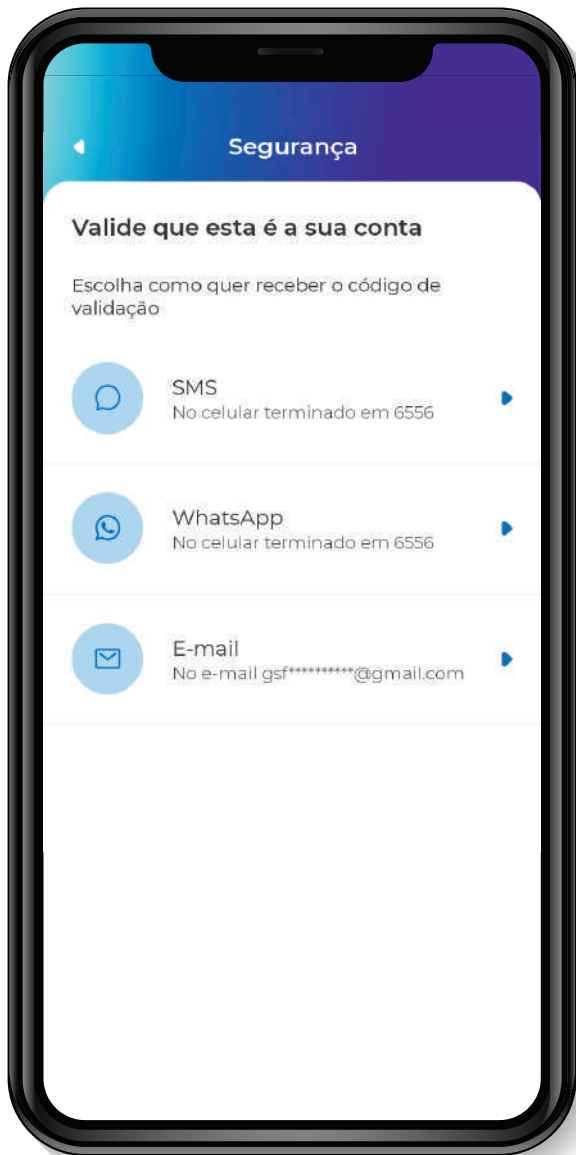 Segurança
Valide que esta é a sua conta
Escolha como quer receber o código de
validação
SMS
No celular terminado em 6556
WhatsApp
No celular terminado em 6556
E-mail
No e-mail gsf**********@gmail.com